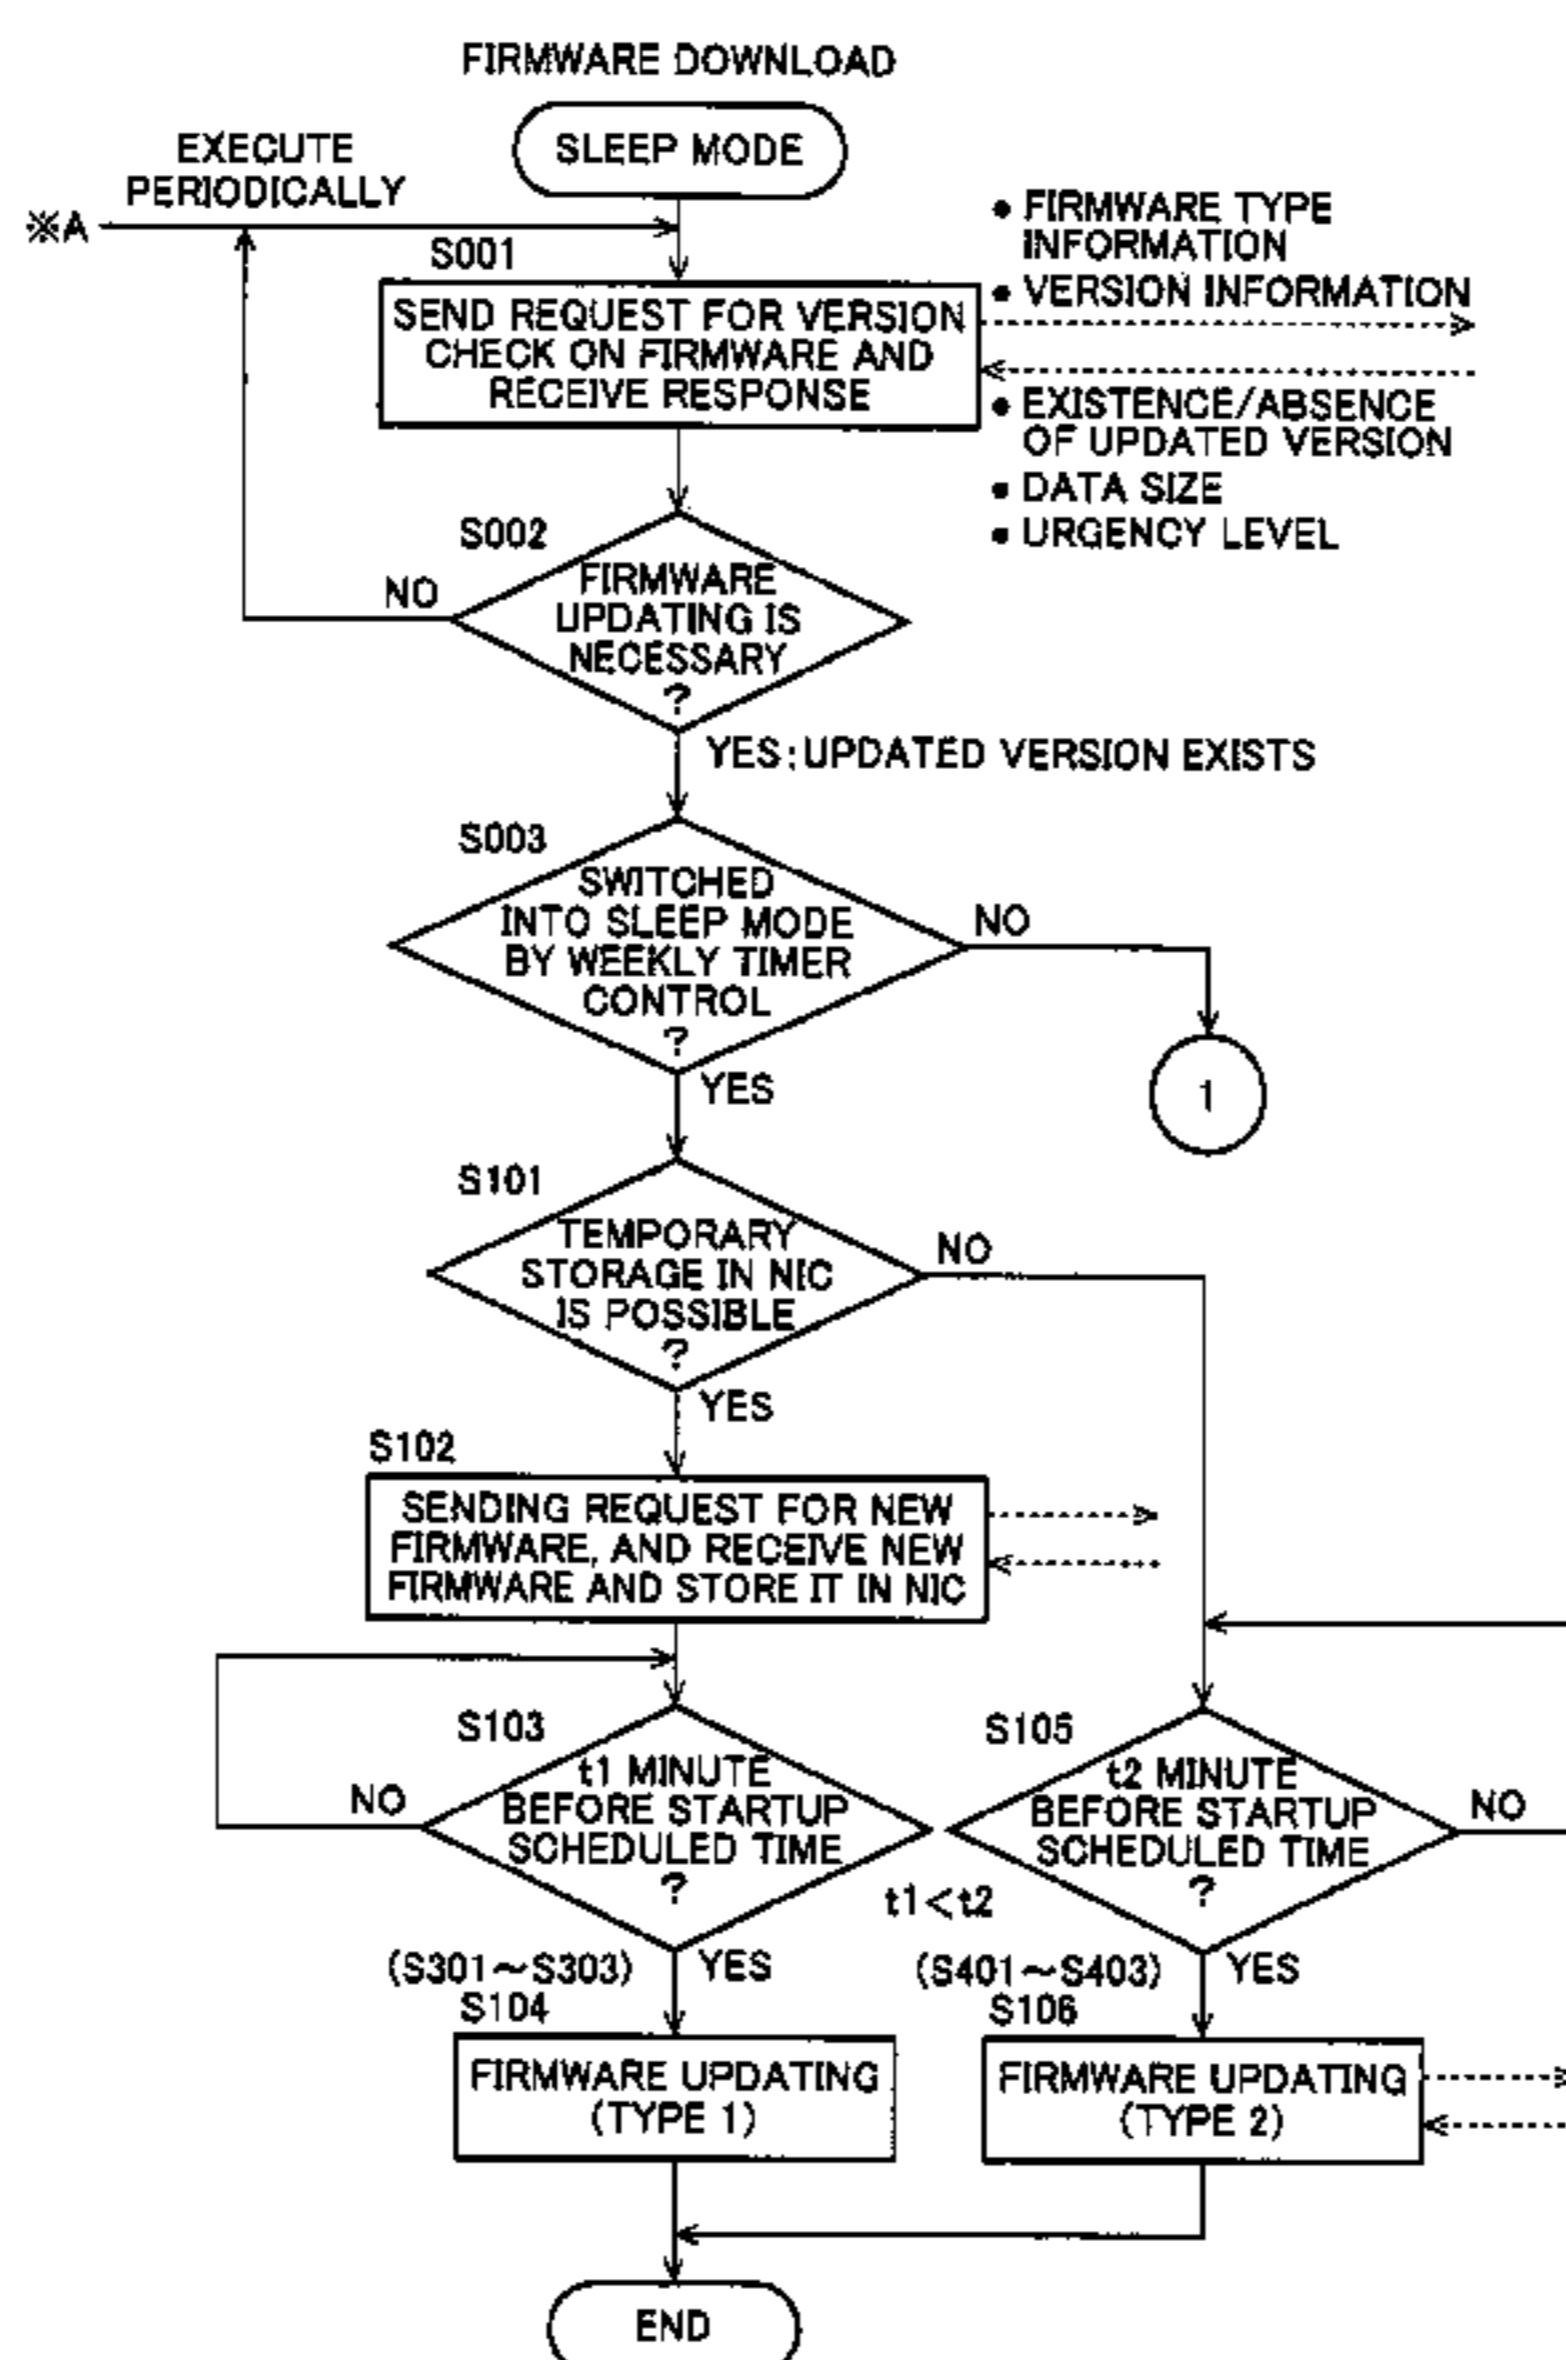 FIRMWARE DOWNLOAD
SLEEP MODE
EXECUTE
PERIODICALLY
※A
S001
SEND REQUEST FOR VERSION
CHECK ON FIRMWARE AND
RECEIVE RESPONSE
• FIRMWARE TYPE
INFORMATION
• VERSION INFORMATION
• EXISTENCE/ABSENCE
OF UPDATED VERSION
• DATA SIZE
• URGENCY LEVEL
S002
FIRMWARE
UPDATING IS
NECESSARY
?
NO
YES:UPDATED VERSION EXISTS
S003
SWITCHED
INTO SLEEP MODE
BY WEEKLY TIMER
CONTROL
?
NO
1
YES
S101
TEMPORARY
STORAGE IN NIC
IS POSSIBLE
?
NO
YES
S102
SENDING REQUEST FOR NEW
FIRMWARE, AND RECEIVE NEW
FIRMWARE AND STORE IT IN NIC
S103
t1 MINUTE
BEFORE STARTUP
SCHEDULED TIME
?
NO
S105
t2 MINUTE
BEFORE STARTUP
SCHEDULED TIME
?
NO
t1<t2
(S301~S303)
YES
S104
FIRMWARE UPDATING
(TYPE 1)
(S401~S403)
YES
S106
FIRMWARE UPDATING
(TYPE 2)
END